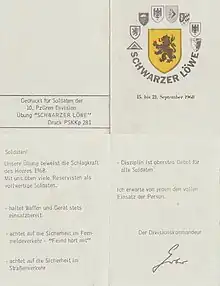 Gedruckt für Soldaten der
10. PzGren Division
Übung "SCHWARZER LÖWE"
Druck PSKKp 281
SCHWARZER LÖWE
15. bis 21. September 1968
Soldaten!
Unsere Übung beweist die Schlagkraft
des Heeres 1968.
Mit uns üben viele Reservisten als
vollwertige Soldaten.
- haltet Waffen und Gerät stets
einsatzbereit
- achtet auf die Sicherheit im Fern-
meldeverkehr - "Feind hört mit"
- achtet auf die Sicherheit im
Straßenverkehr
- Disziplin ist oberstes Gebot für
alle Soldaten.
Ich erwarte von jedem den vollen
Einsatz der Person.
Der Divisionskommandeur